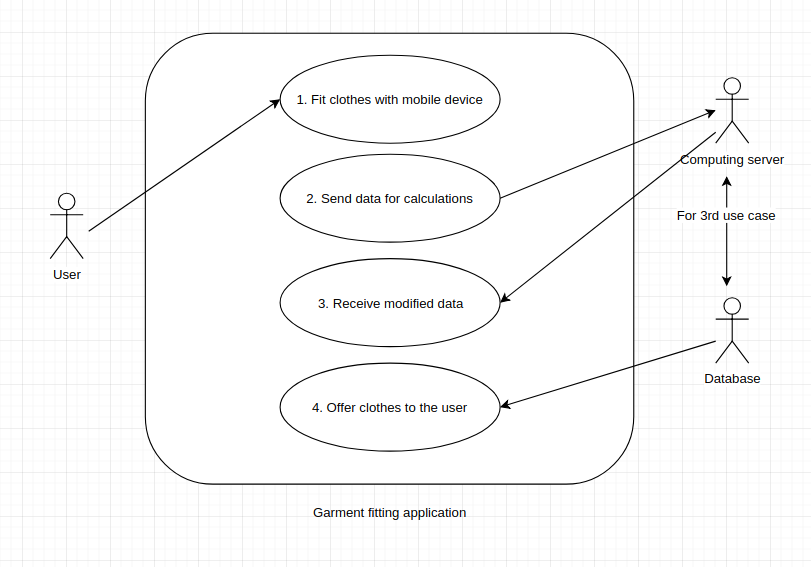 1. Fit clothes with mobile device
2. Send data for calculations
Computing server
For 3rd use case
User
3. Receive modified data
Database
4. Offer clothes to the user
Garment fitting application